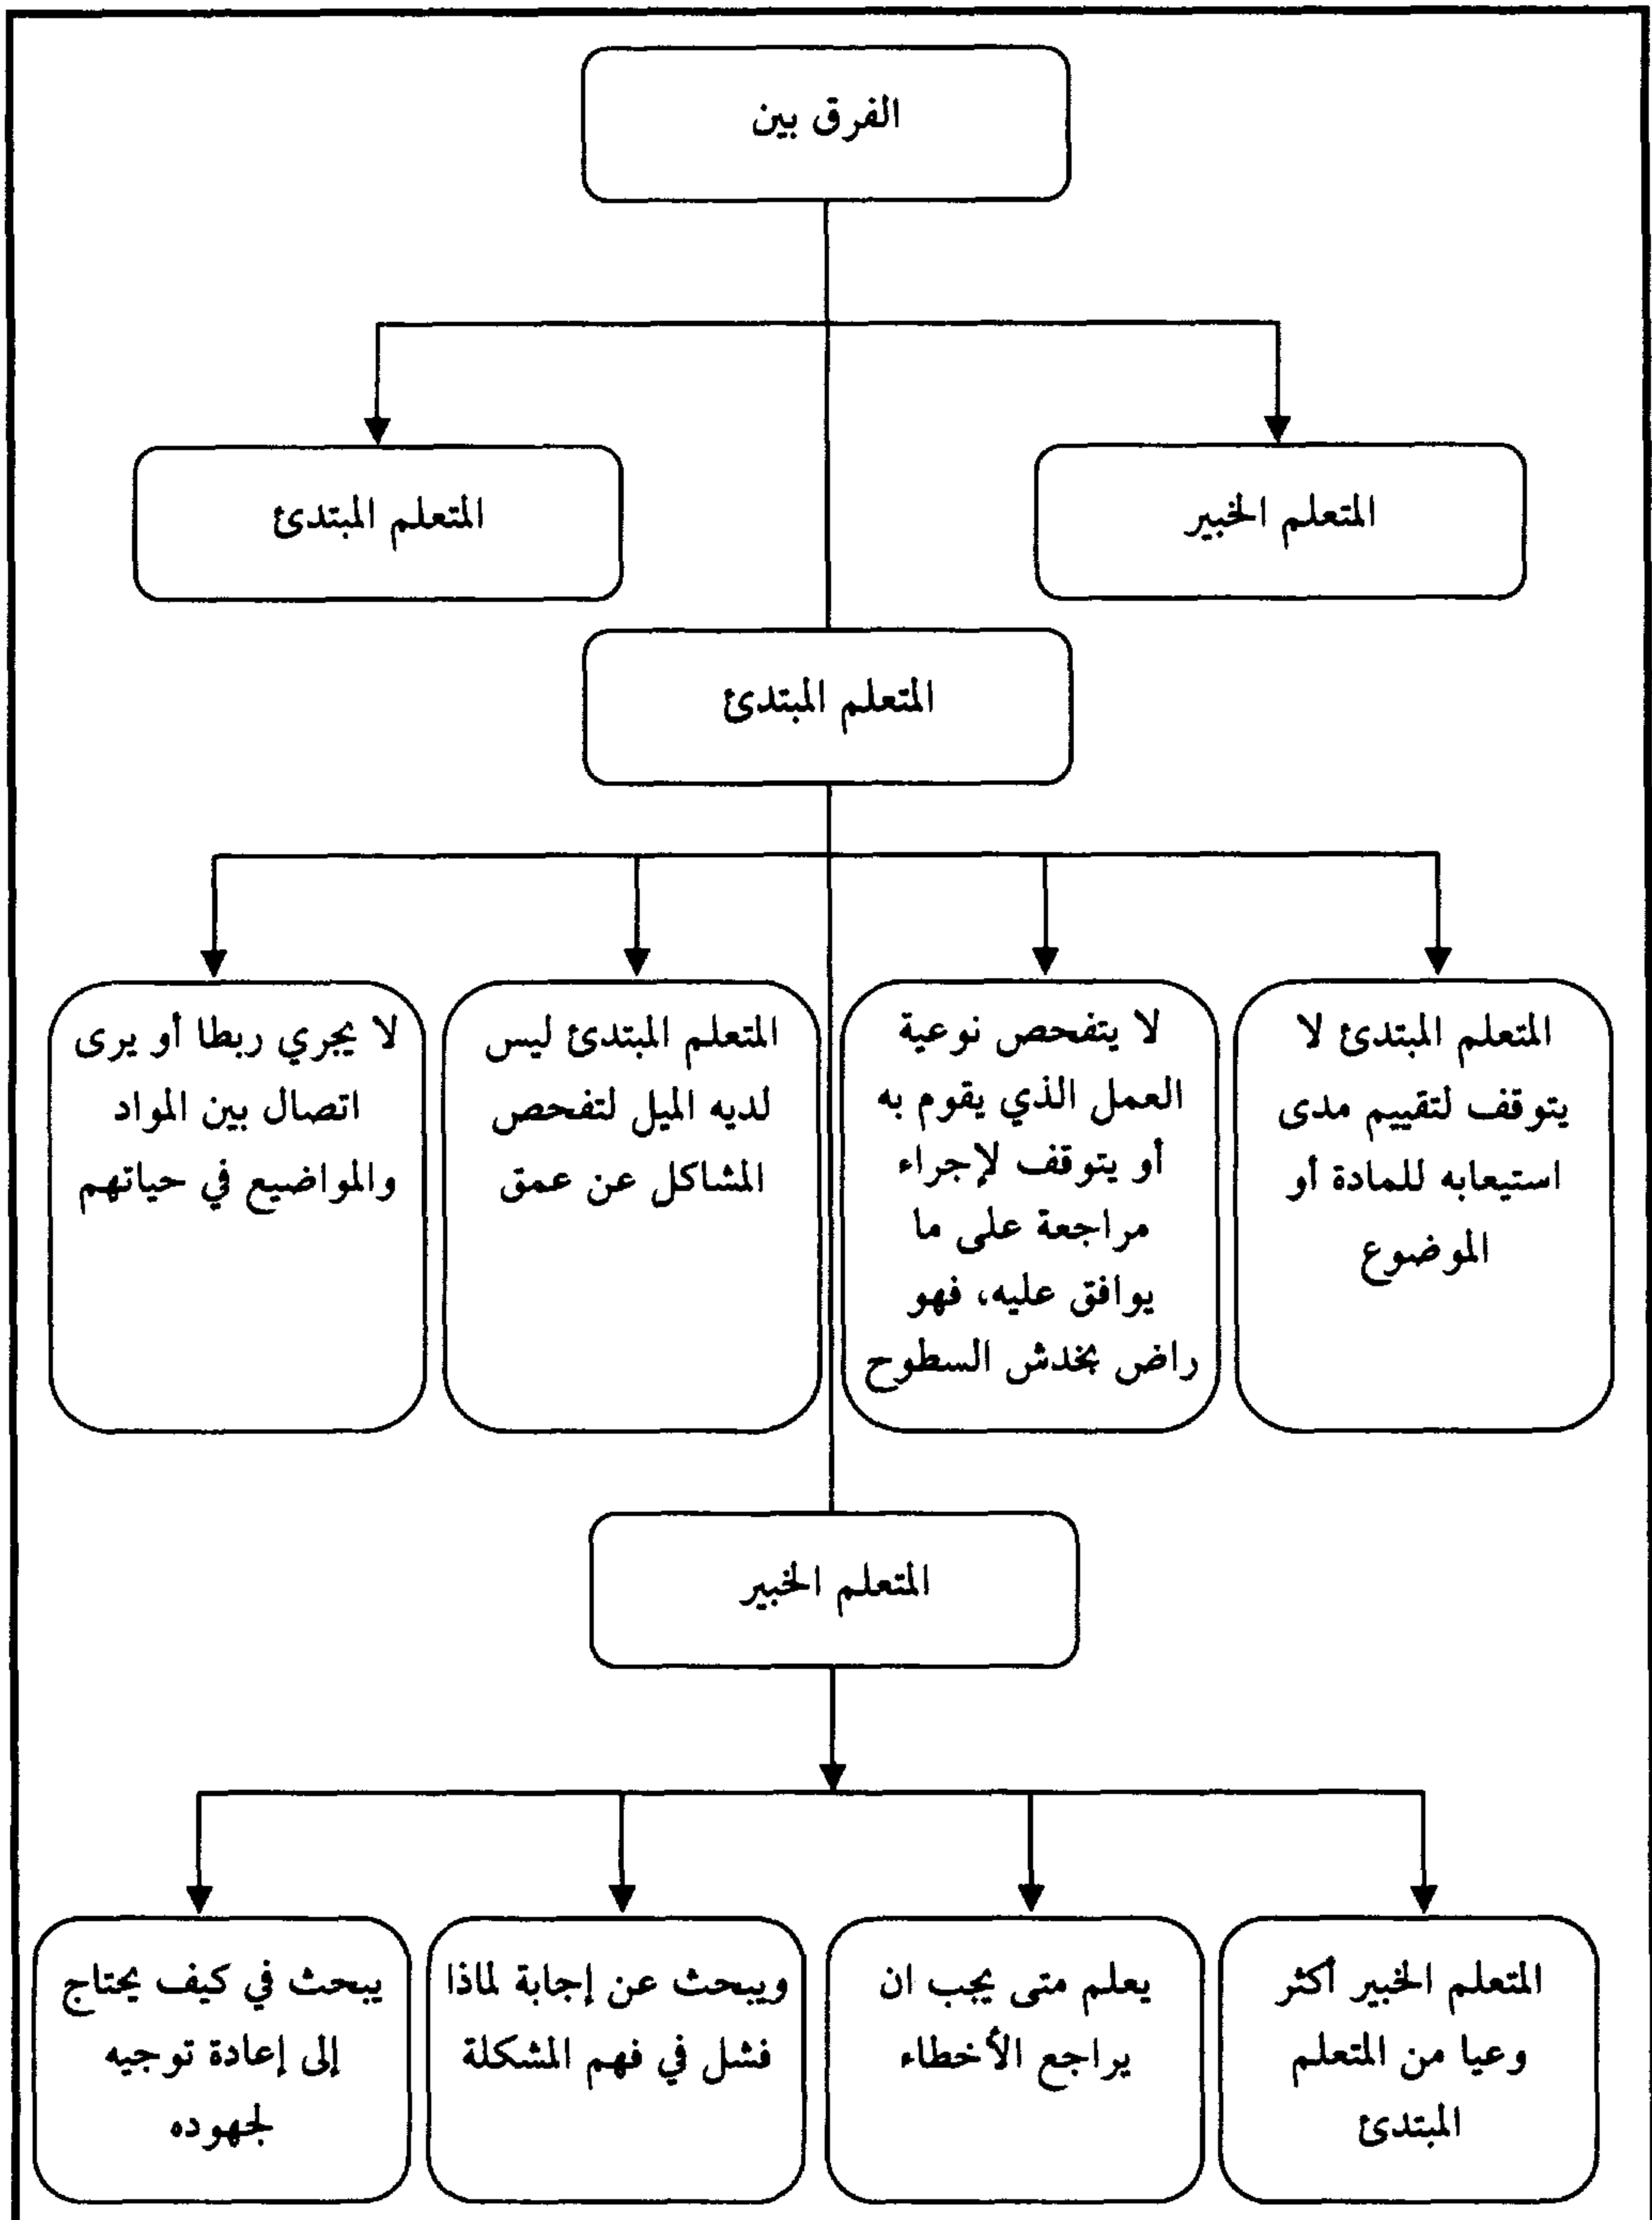 الفرق بين
المتعلم الخبير
المتعلم المبتدئ
المتعلم المبتدئ
المتعلم المبتدئ لا
يتوقف لتقييم مدى
استيعابه للمادة أو
الموضوع
لا يتفحص نوعية
العمل الذي يقوم به
أو يتوقف لإجراء
مراجعة على ما
يوافق عليه، فهو
راض بخدش السطوح
المتعلم المبتدئ ليس
لديه الميل لتفحص
المشاكل عن عمق
لا يجري ربطا أو يرى
اتصال بين المواد
والمواضيع في حياتهم
المتعلم الخبير
المتعلم الخبير أكثر
وعيا من المتعلم
المبتدئ
يعلم متى يجب ان
يراجع الأخطاء
ويبحث عن إجابة لماذا
فشل في فهم المشكلة
يبحث في كيف يحتاج
إلى إعادة توجيه
لجهوده